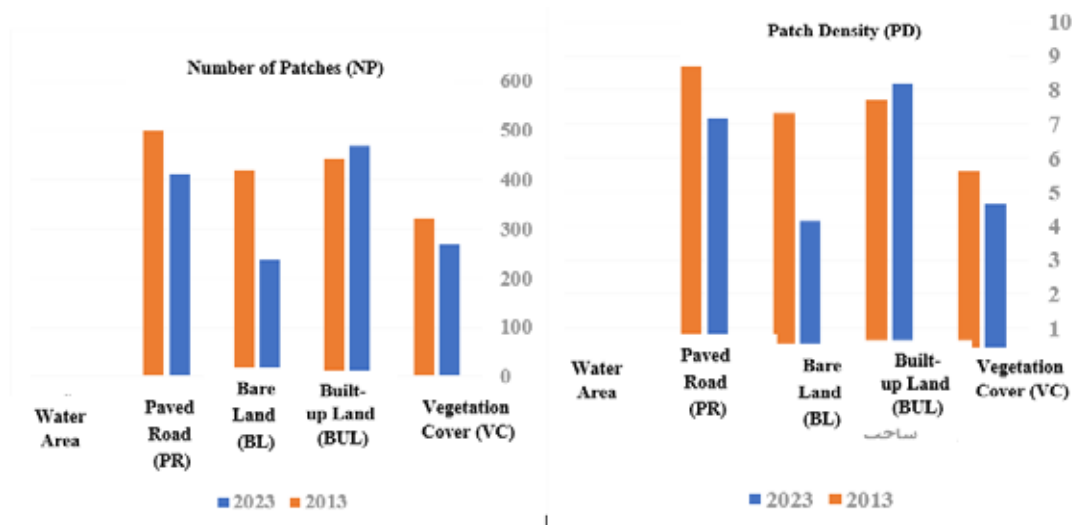 Number of Patches (NP)
600
500
400
300
200
100
0
Water
Area
Paved
Road
(PR)
Bare
Land
(BL)
Built-
up Land
(BUL)
Vegetation
Cover (VC)
2023
2013
Patch Density (PD)
10
9
8
7
6
5
4
3
2
1
Water
Area
Paved
Road
(PR)
Bare
Land
(BL)
Built-
up Land
(BUL)
Vegetation
Cover (VC)
2023
2013